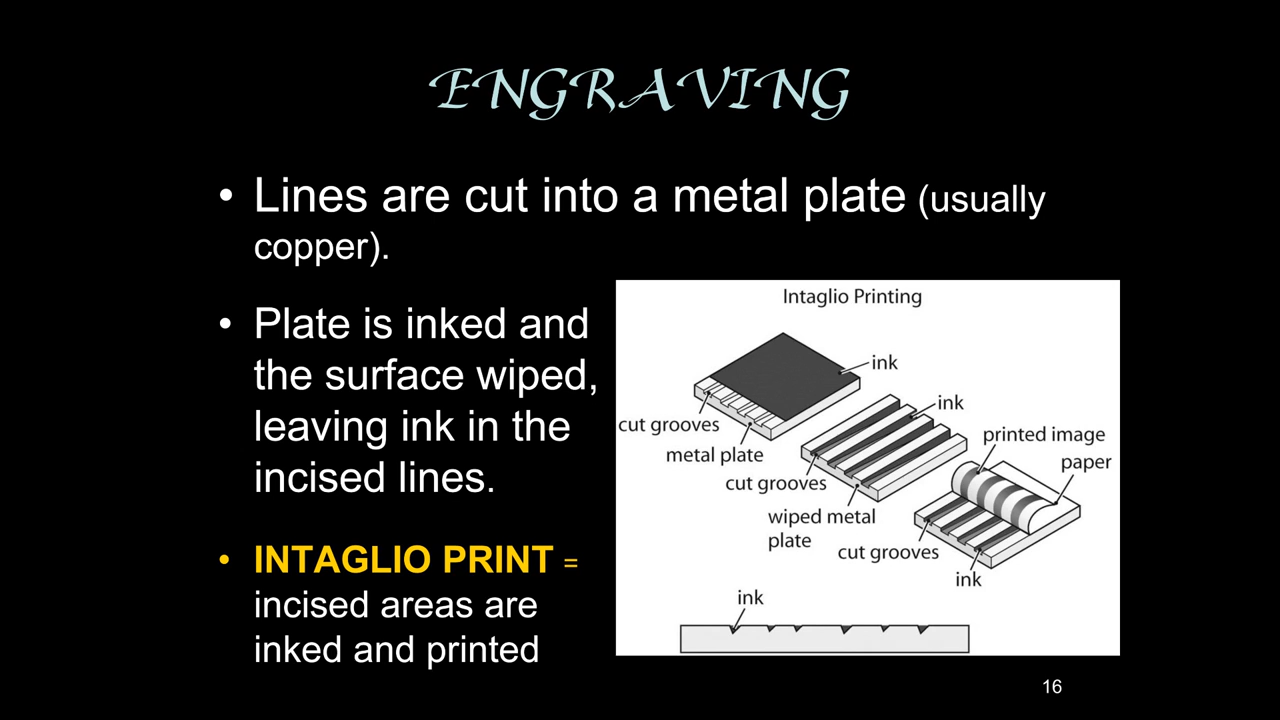 ENGRAVING
• Lines are cut into a metal plate (usually
copper).
• Plate is inked and
the surface wiped,
leaving ink in the
incised lines.
• INTAGLIO PRINT =
incised areas are
inked and printed
Intaglio Printing
ink
cut grooves
metal plate
ink
cut grooves
wiped metal
plate
printed image
paper
cut grooves
ink
ink
16